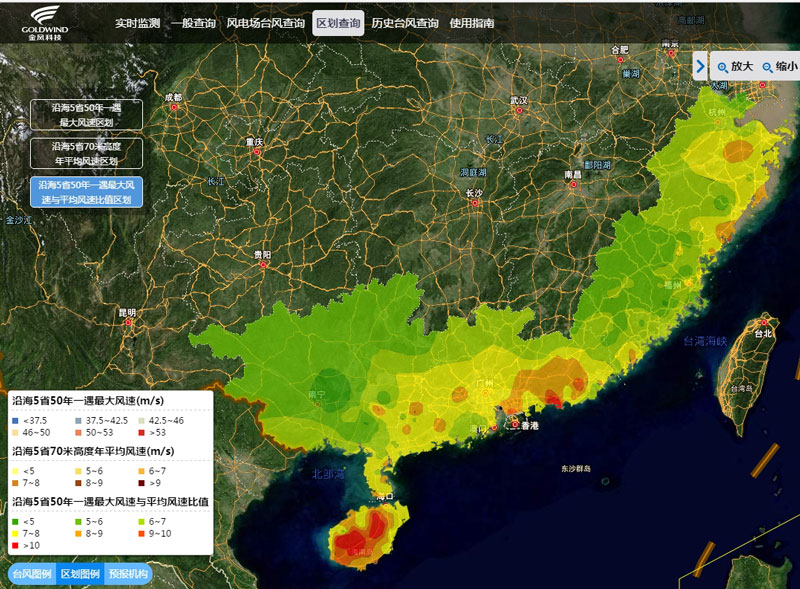 GOLDWIND
金风科技
实时监测 一般查询 风电场台风查询 区划查询 历史台风查询 使用指南
放大 缩小
沿海5省50年一遇
最大风速区划
沿海5省70米高度
年平均风速区划
沿海5省50年一遇最大风
速与平均风速比值区划
高邮湖
合肥
南京
巢湖
太湖
成都
武汉
杭州
重庆
长江
长江
洞庭湖
鄱阳湖
南昌
长沙
金沙江
贵阳
福州
昆明
台北
台湾海峡
台湾岛
南宁
广州
澳门
香港
东沙群岛
北部湾
海口
海南岛
沿海5省50年一遇最大风速(m/s)
<37.5 37.5~42.5 42.5~46
46~50 50~53 >53
沿海5省70米高度年平均风速(m/s)
<5 5~6 6~7
7~8 8~9 >9
沿海5省50年一遇最大风速与平均风速比值
<5 5~6 6~7
7~8 8~9 9~10
>10
台风图例 区划图例 预报机构